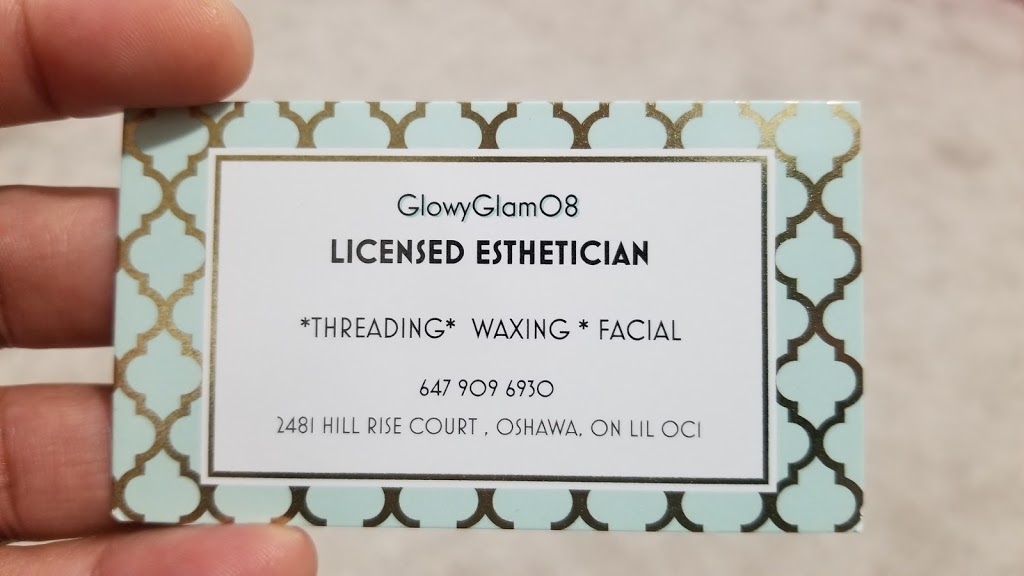 GlowyGlam08
LICENSED ESTHETICIAN
*THREADING* WAXING * FACIAL
647 909 6930
2481 HILL RISE COURT , OSHAWA, ON L1L 0C1